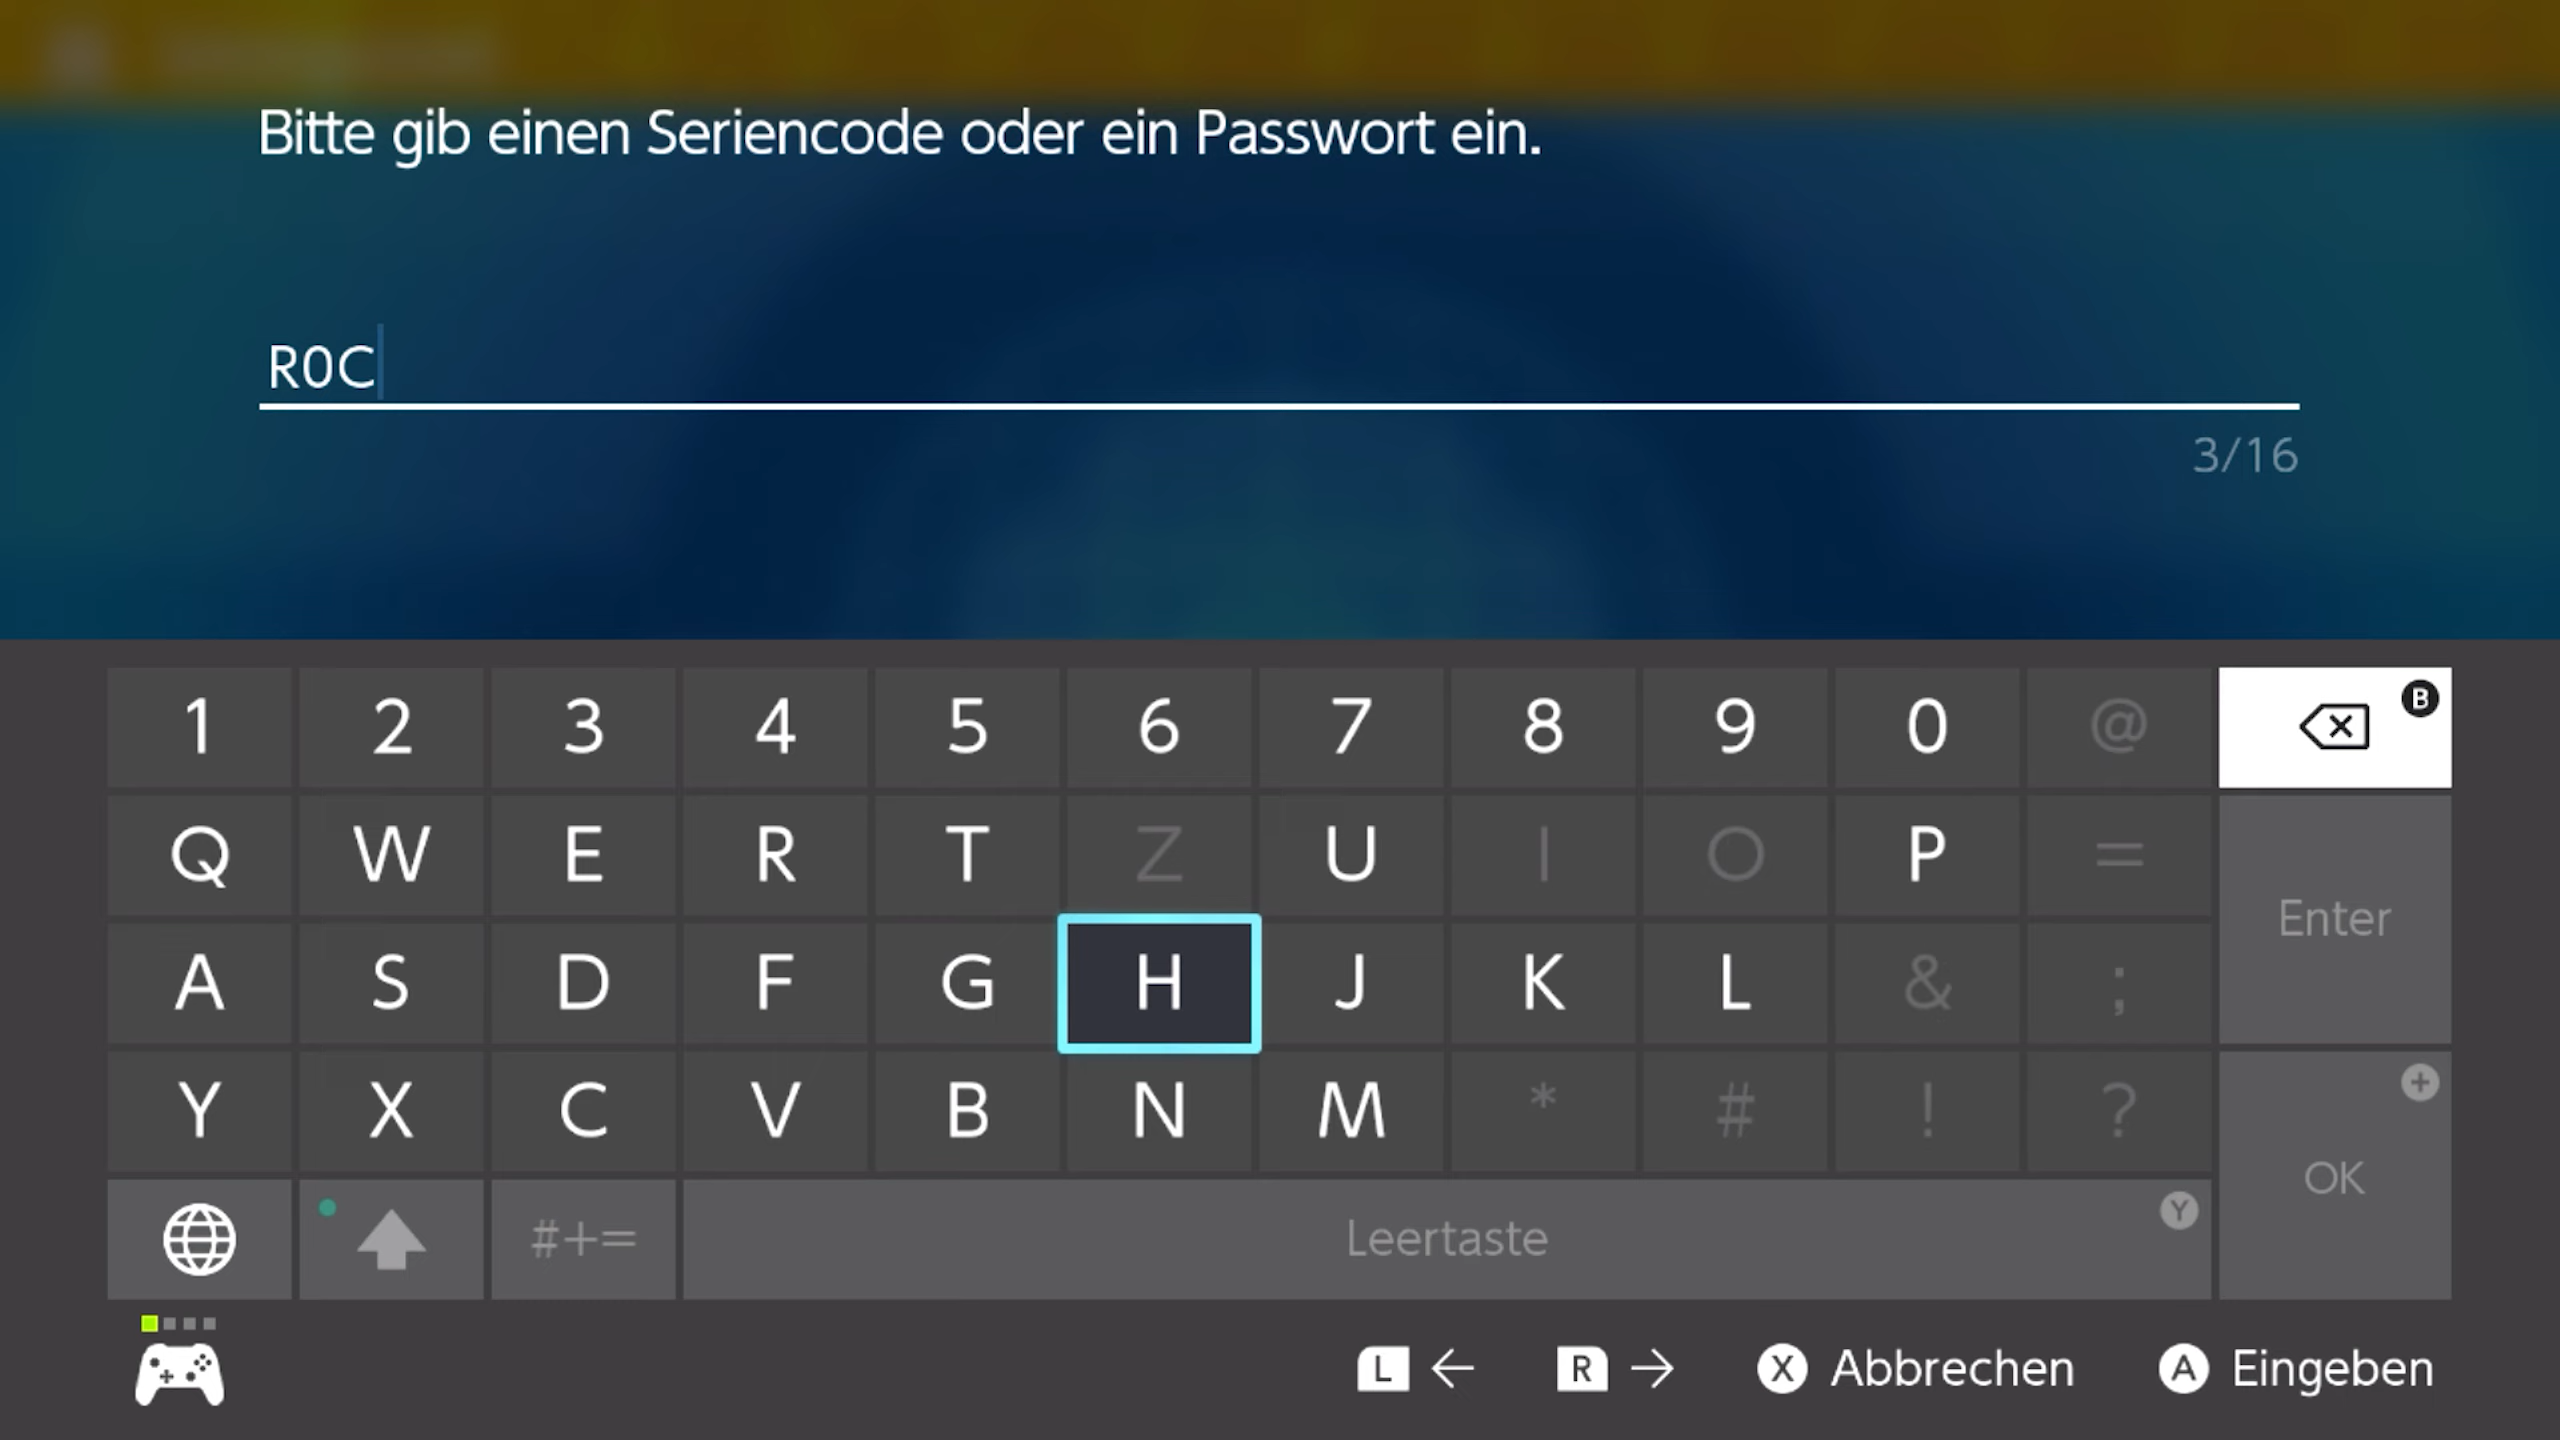 Bitte gib einen Seriencode oder ein Passwort ein.
R0C
3/16
1 2 3 4 5 6 7 8 9 0 @ B
Q W E R T Z U I O P =
Enter
A S D F G H J K L & ;
Y X C V B N M * # ! ? +
OK
#+= Leertaste Y
L ← R → X Abbrechen A Eingeben